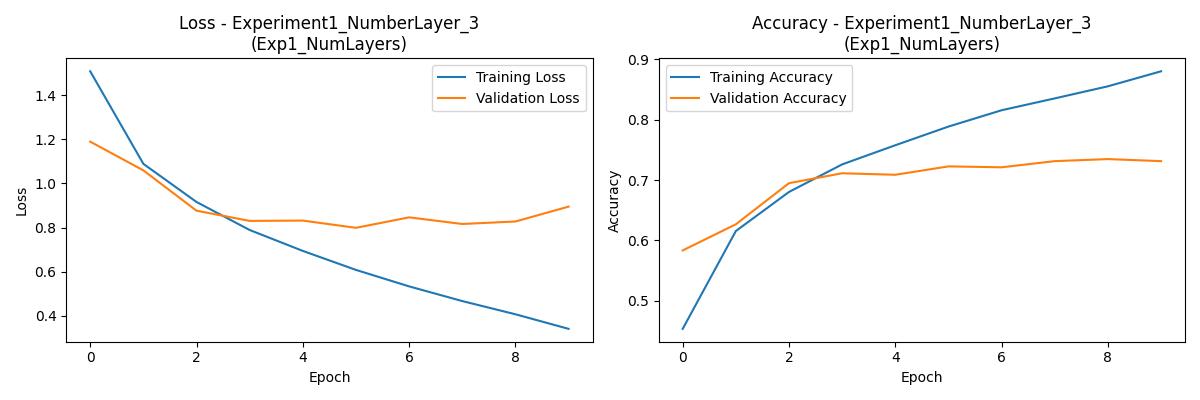 Loss - Experiment1_NumberLayer_3
(Exp1_NumLayers)
Training Loss
Validation Loss
1.4
1.2
1.0
0.8
0.6
0.4
Loss
0 2 4 6 8
Epoch
Accuracy - Experiment1_NumberLayer_3
(Exp1_NumLayers)
Training Accuracy
Validation Accuracy
0.9
0.8
0.7
0.6
0.5
Accuracy
0 2 4 6 8
Epoch